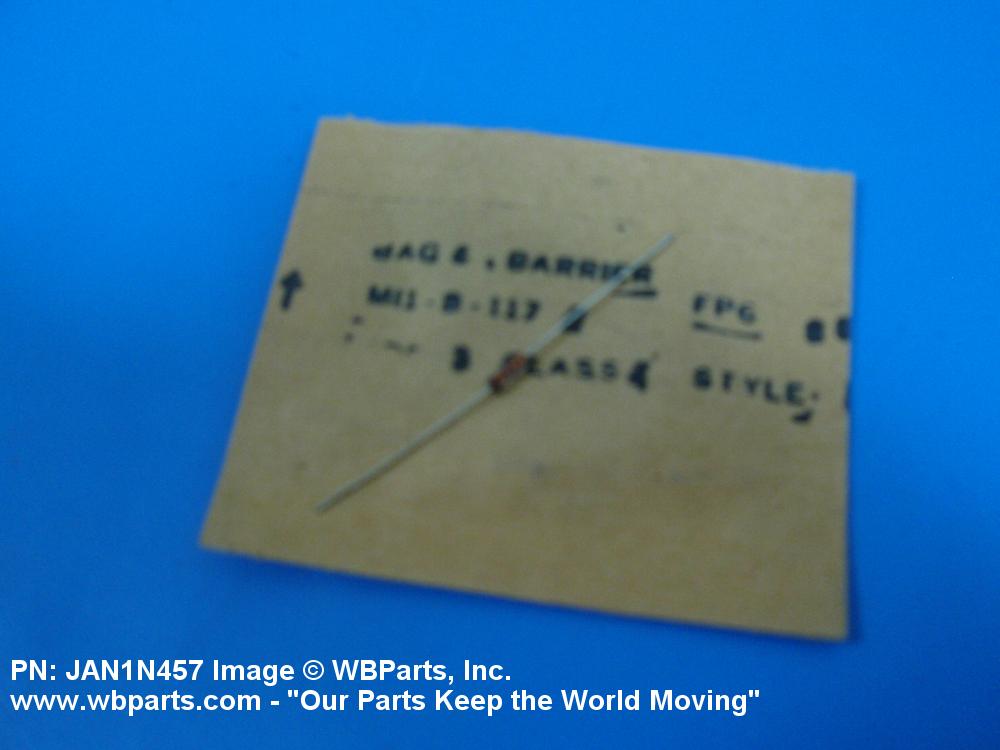 BARRIER
MIL-B-117 FPG
3 CLASS STYLE
PN: JAN1N457 Image © WBParts, Inc.
www.wbparts.com - "Our Parts Keep the World Moving"